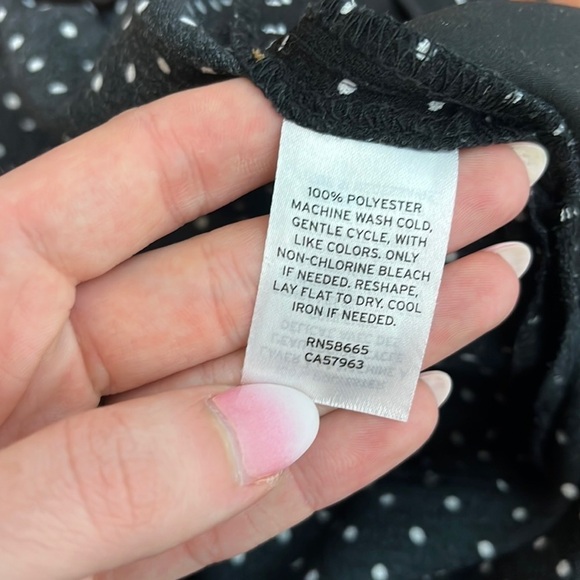 100% POLYESTER
MACHINE WASH COLD,
GENTLE CYCLE, WITH
LIKE COLORS. ONLY
NON-CHLORINE BLEACH
IF NEEDED. RESHAPE,
LAY FLAT TO DRY. COOL
IRON IF NEEDED.
RN58665
CA57963